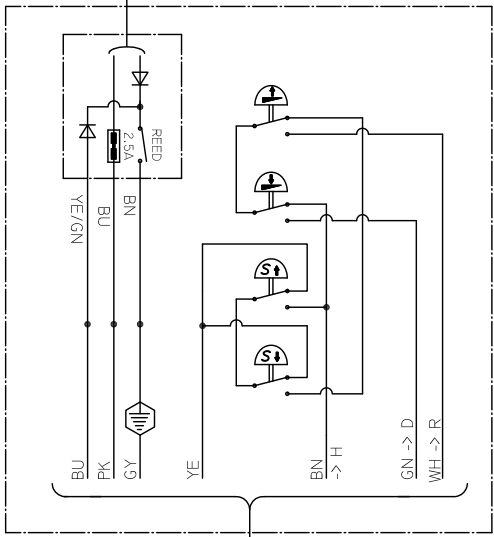 REED
2.5A
YE/GN
BU
BN
S
S
BU
PK
GY
YE
BN
-> H
GN -> D
WH -> R